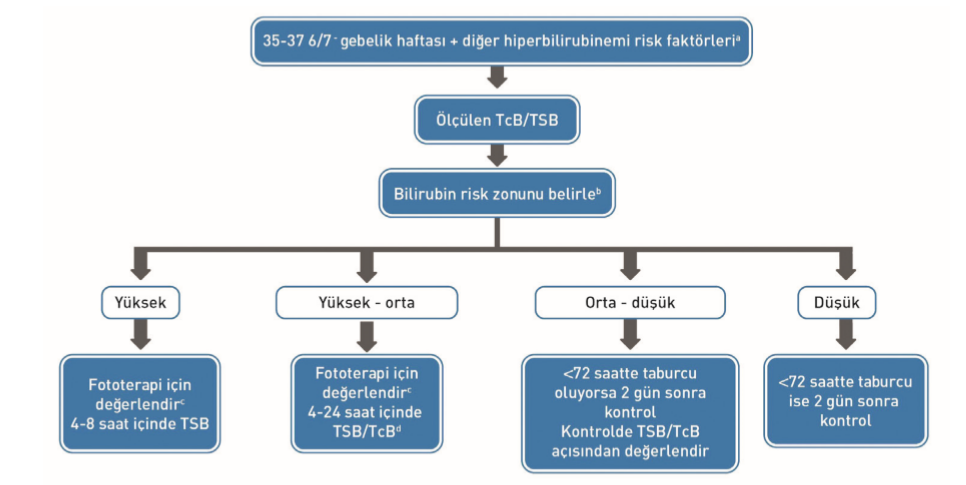 35-37 6/7- gebelik haftası + diğer hiperbilirubinemi risk faktörleriᵃ
Ölçülen TcB/TSB
Bilirubin risk zonunu belirleᵇ
Yüksek
Yüksek - orta
Orta - düşük
Düşük
Fototerapi için
değerlendirᶜ
4-8 saat içinde TSB
Fototerapi için
değerlendirᶜ
4-24 saat içinde
TSB/TcBᵈ
<72 saatte taburcu
oluyorsa 2 gün sonra
kontrol
Kontrolde TSB/TcB
açısından değerlendir
<72 saatte taburcu
ise 2 gün sonra
kontrol